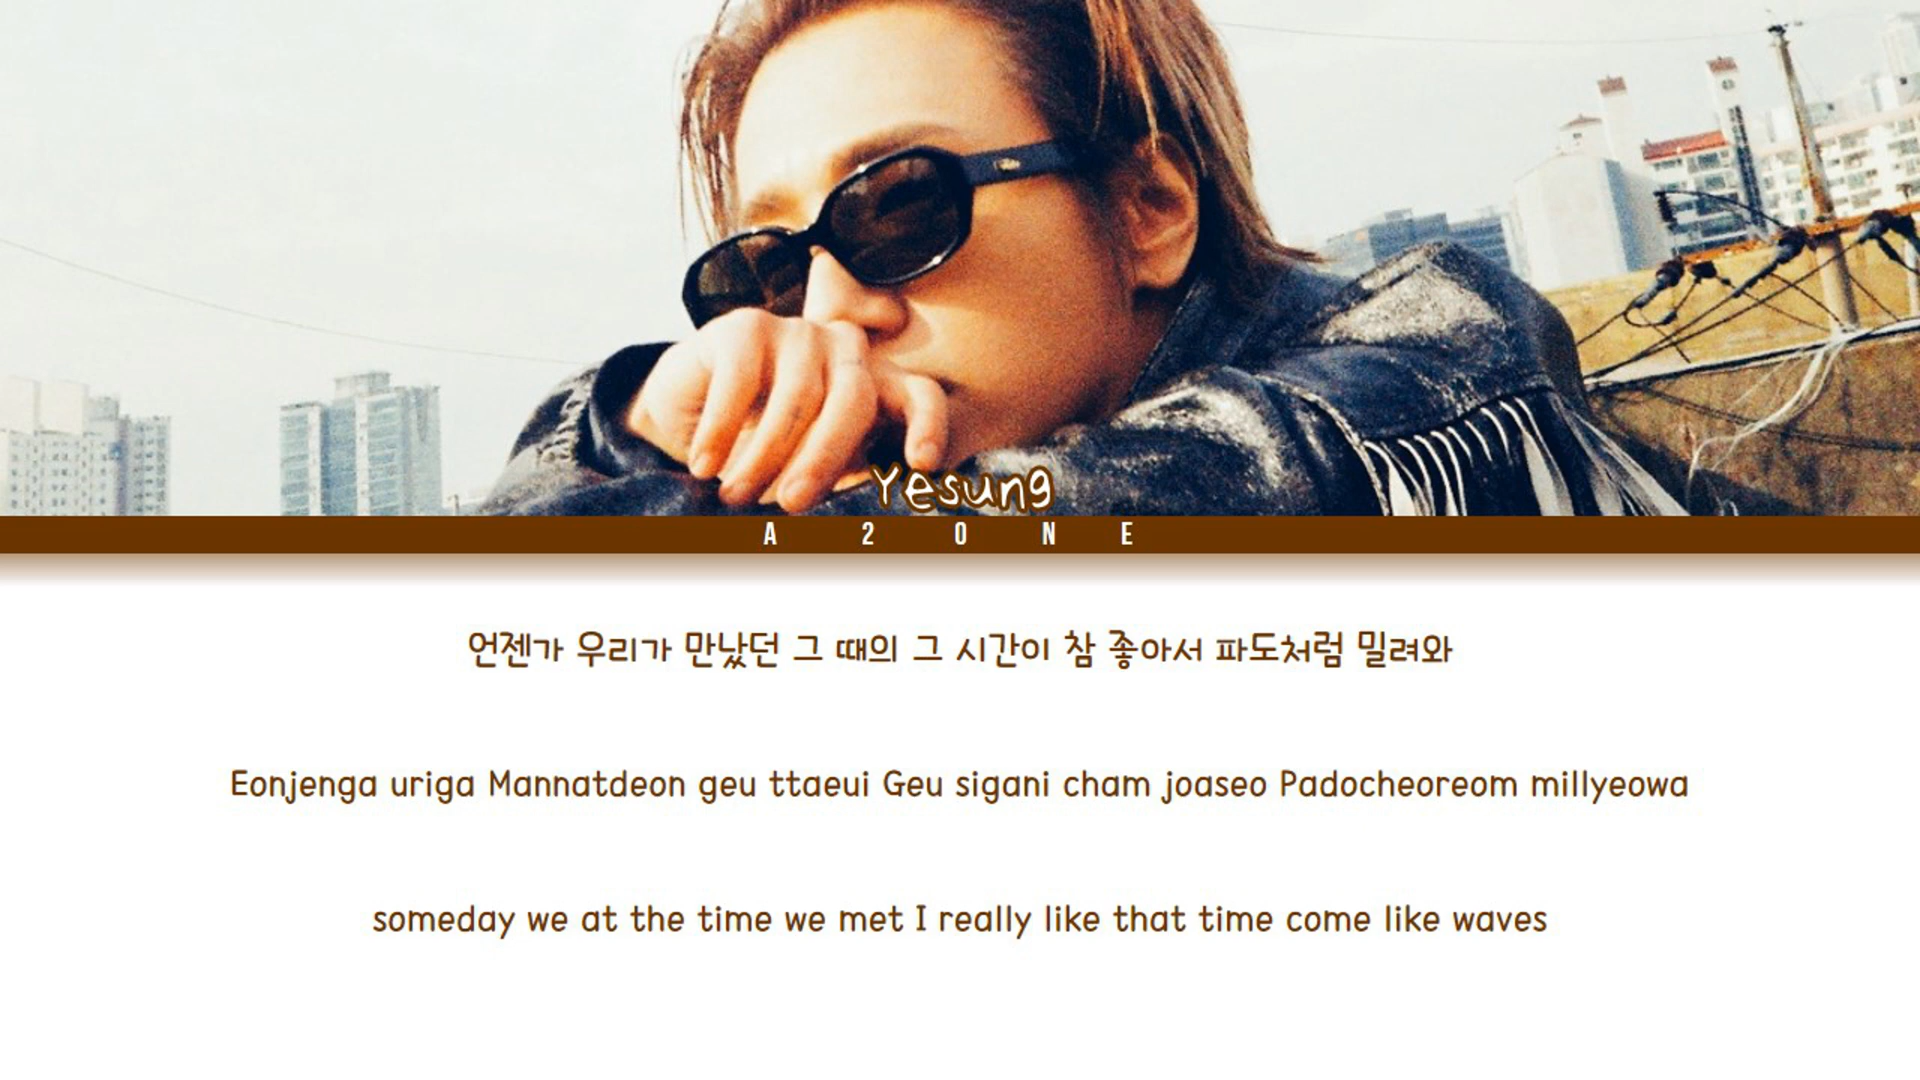 Yesung
A 2 O N E
언젠가 우리가 만났던 그 때의 그 시간이 참 좋아서 파도처럼 밀려와
Eonjenga uriga Mannatdeon geu ttaeui Geu sigani cham joaseo Padocheoreom millyeowa
someday we at the time we met I really like that time come like waves